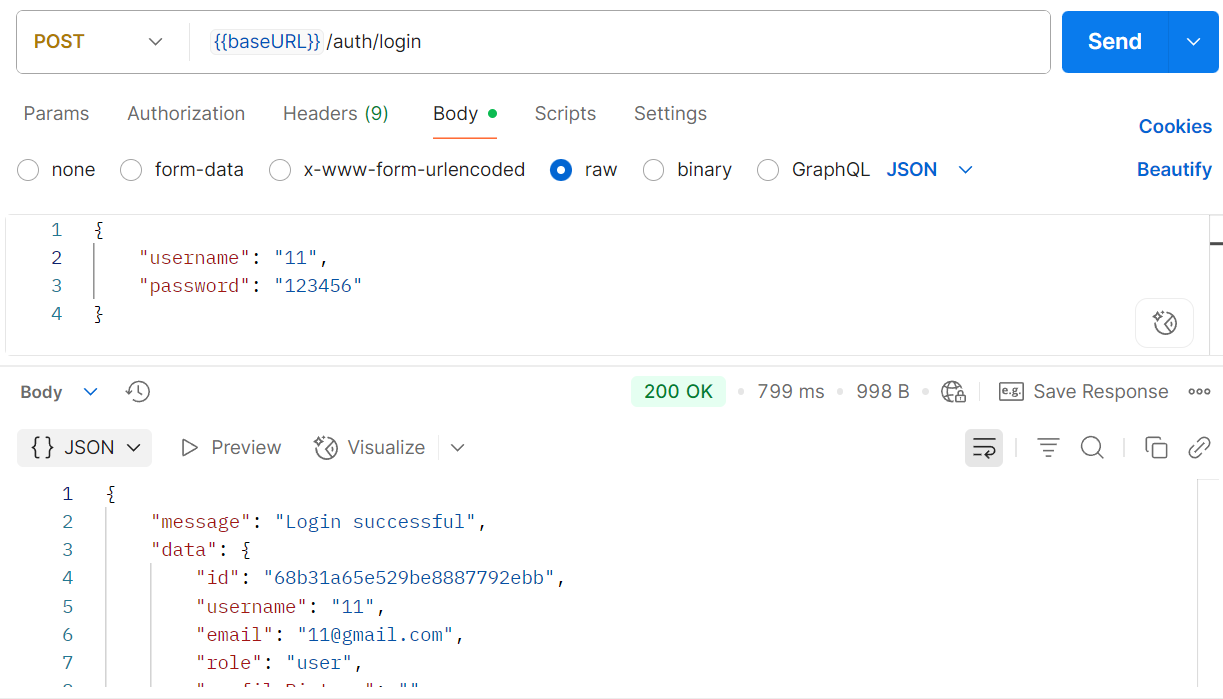 POST {{baseURL}} /auth/login Send
Params Authorization Headers (9) Body Scripts Settings
Cookies
none form-data x-www-form-urlencoded raw binary GraphQL JSON Beautify
1 {
2 "username": "11",
3 "password": "123456"
4 }
Body 200 OK 799 ms 998 B e.g. Save Response
{} JSON Preview Visualize
1 {
2 "message": "Login successful",
3 "data": {
4 "id": "68b31a65e529be8887792ebb",
5 "username": "11",
6 "email": "11@gmail.com",
7 "role": "user",